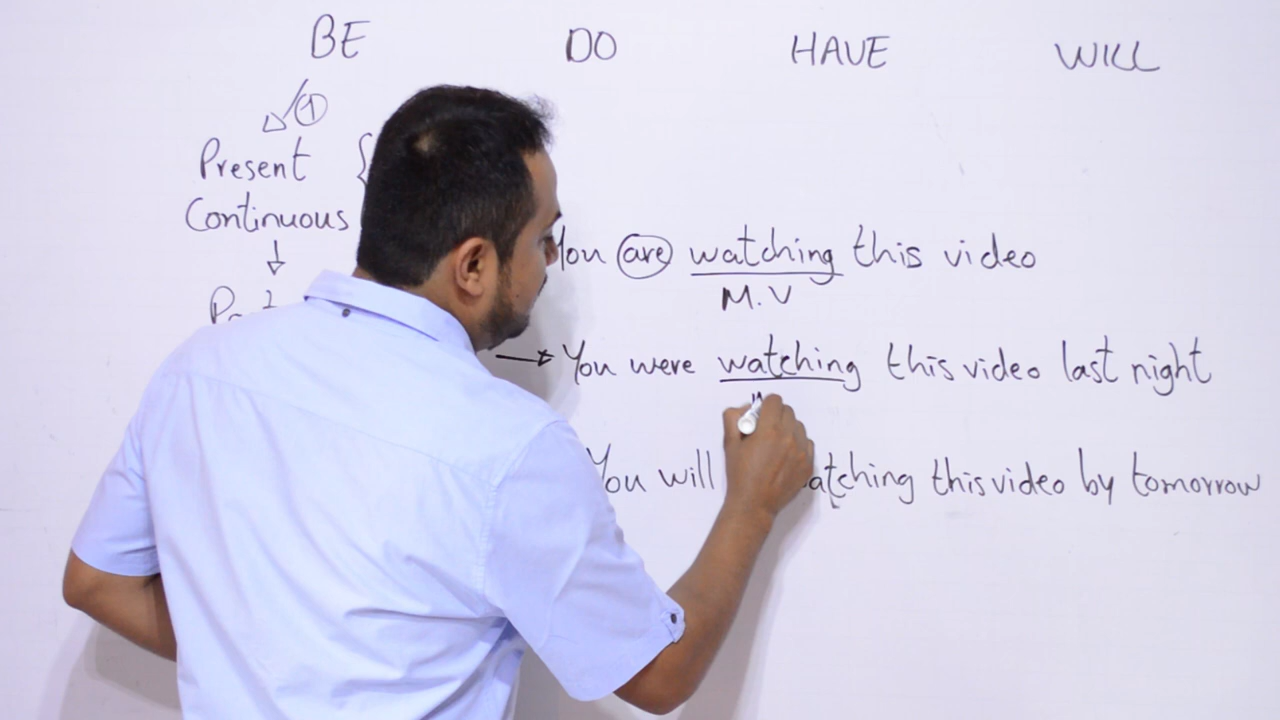 BE DO HAVE WILL
1
Present
Continuous
You are watching this video
M.V
You were watching this video last night
You will this video by tomorrow